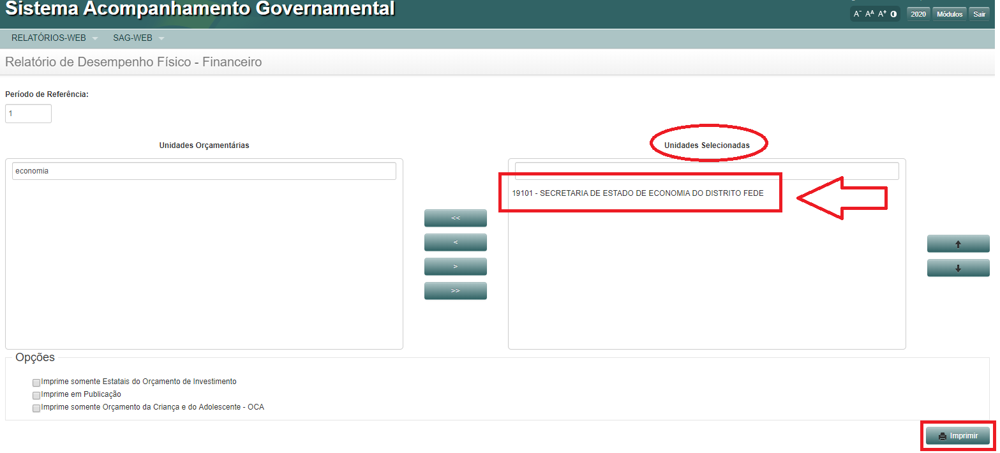 Sistema Acompanhamento Governamental
A- AA A+
2020 Módulos Sair
RELATÓRIOS-WEB SAG-WEB
Relatório de Desempenho Físico - Financeiro
Período de Referência:
1
Unidades Orçamentárias
Unidades Selecionadas
economia
19101 - SECRETARIA DE ESTADO DE ECONOMIA DO DISTRITO FEDE
<<
<
>
>>
Opções
Imprime somente Estatais do Orçamento de Investimento
Imprime em Publicação
Imprime somente Orçamento da Criança e do Adolescente - OCA
Imprimir